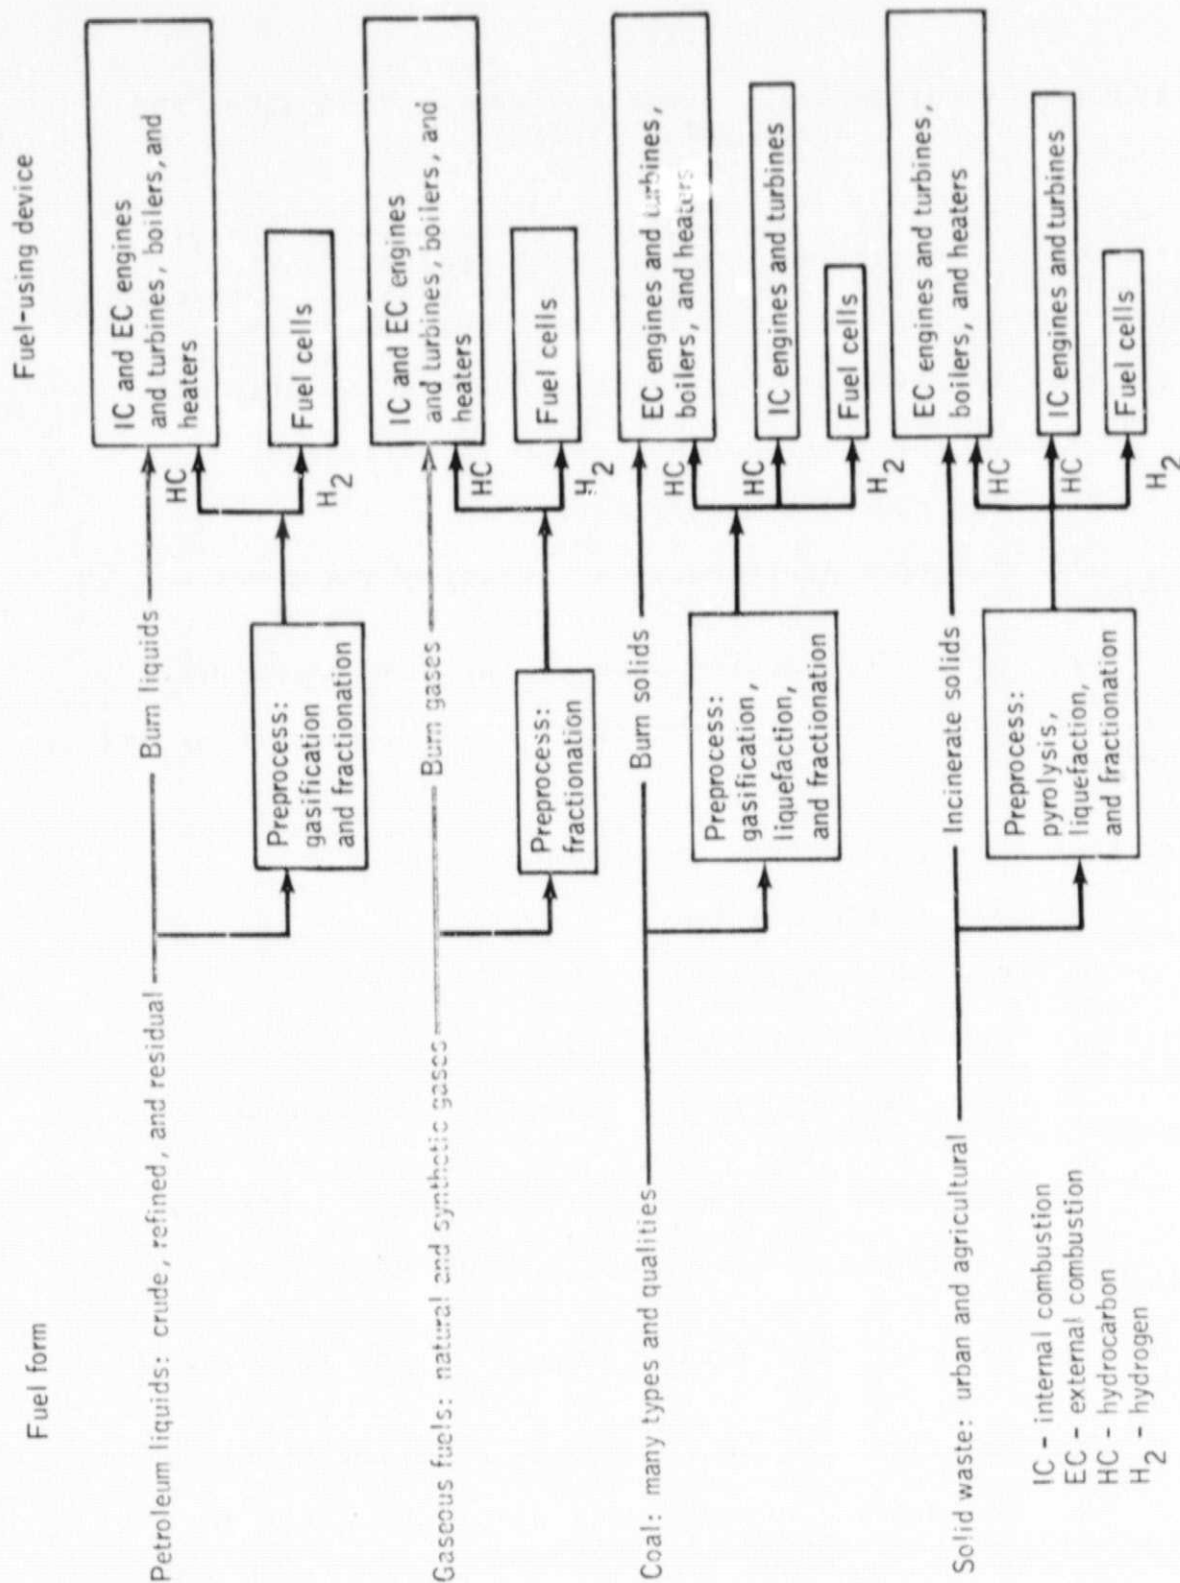 Fuel form
Fuel-using device
Petroleum liquids: crude, refined, and residual
Burn liquids
IC and EC engines
and turbines, boilers, and
heaters
HC
Preprocess:
gasification
and fractionation
Fuel cells
H2
Gaseous fuels: natural and synthetic gases
Burn gases
IC and EC engines
and turbines, boilers, and
heaters
HC
Preprocess:
fractionation
Fuel cells
H2
Coal: many types and qualities
Burn solids
EC engines and turbines,
boilers, and heaters
HC
Preprocess:
gasification,
liquefaction,
and fractionation
HC
IC engines and turbines
Fuel cells
H2
Solid waste: urban and agricultural
Incinerate solids
EC engines and turbines,
boilers, and heaters
HC
Preprocess:
pyrolysis,
liquefaction,
and fractionation
HC
IC engines and turbines
Fuel cells
H2
IC - internal combustion
EC - external combustion
HC - hydrocarbon
H2 - hydrogen